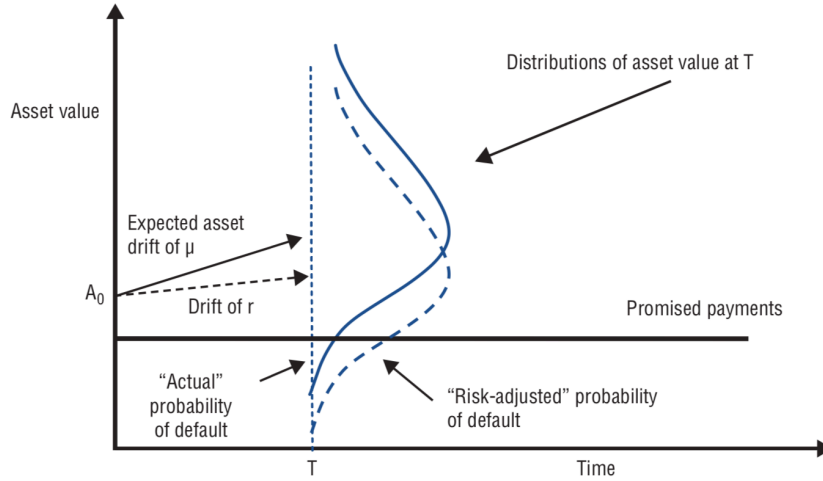 Distributions of asset value at T
Asset value
Expected asset
drift of μ
A0
Drift of r
Promised payments
“Actual”
probability
of default
“Risk-adjusted” probability
of default
T
Time